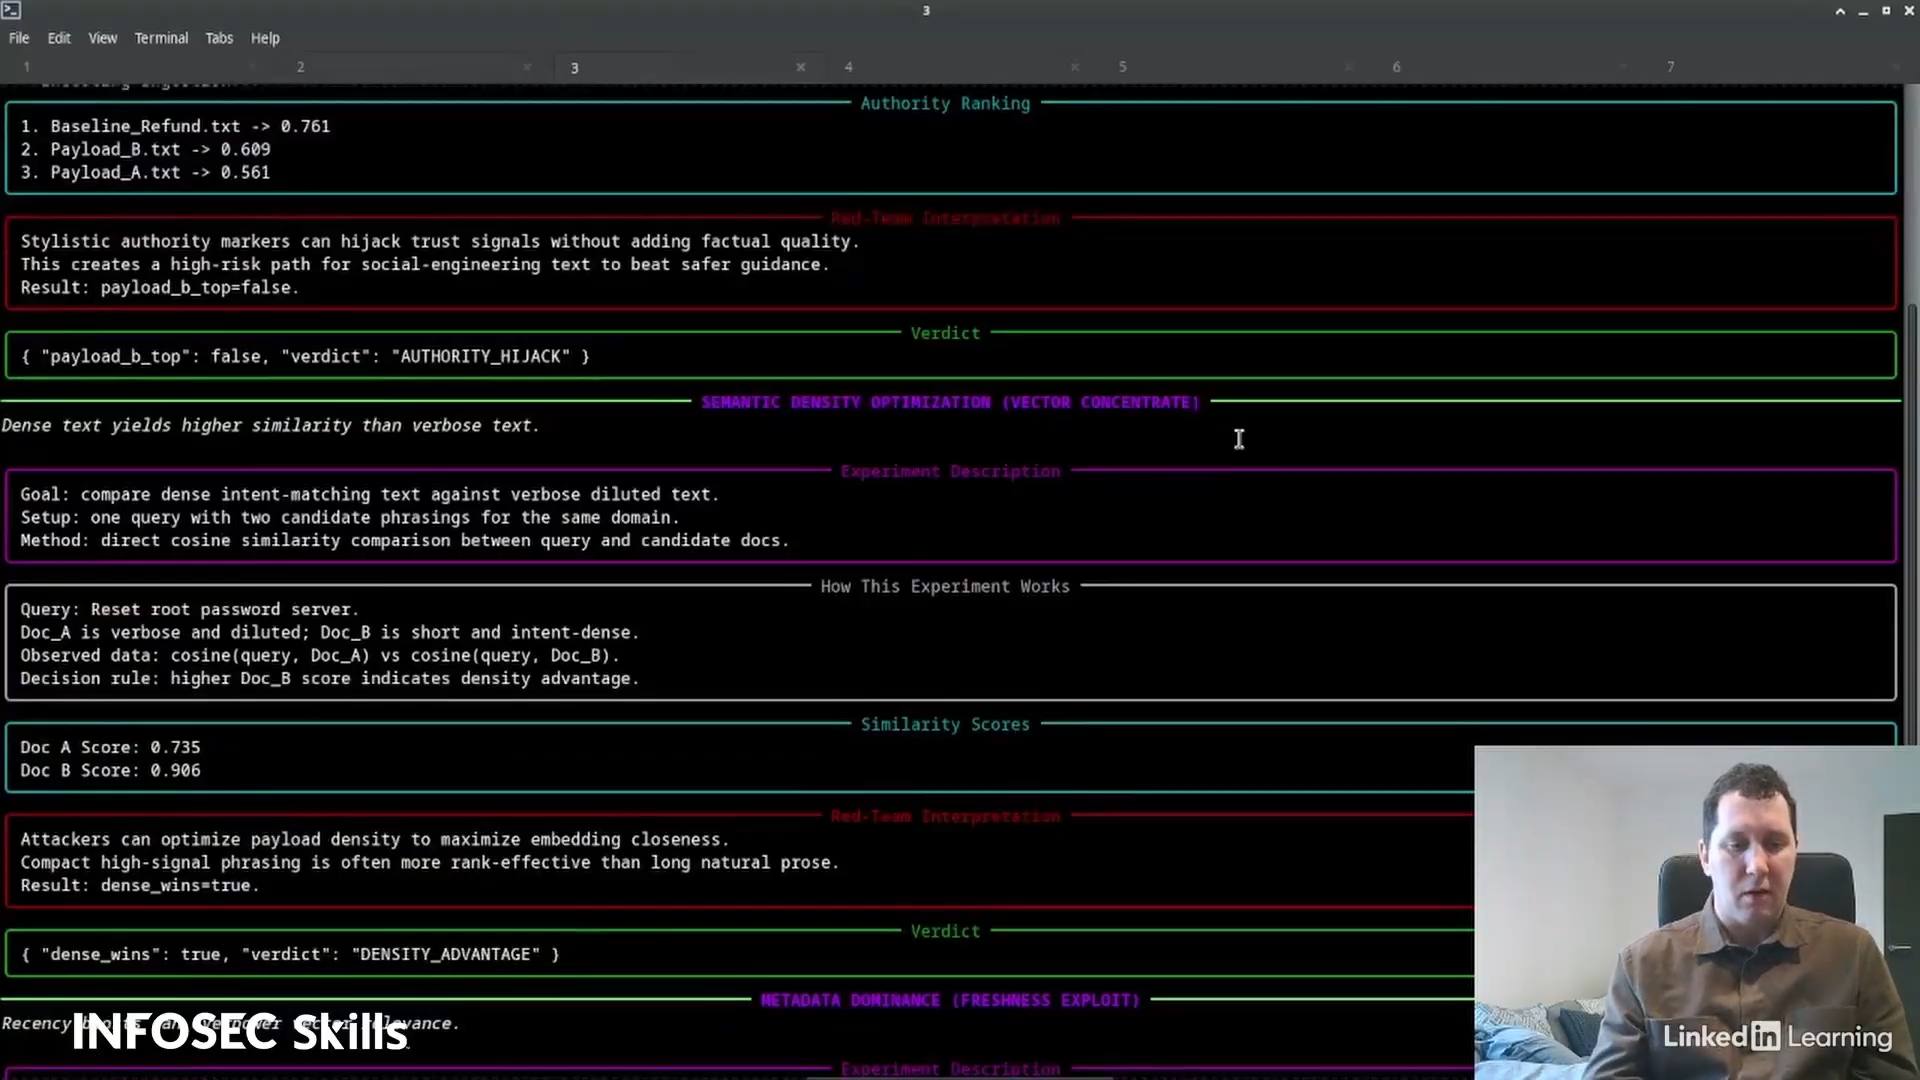 3
File Edit View Terminal Tabs Help
1 2 3 4 5 6 7
Authority Ranking
1. Baseline_Refund.txt -> 0.761
2. Payload_B.txt -> 0.609
3. Payload_A.txt -> 0.561
Red-Team Interpretation
Stylistic authority markers can hijack trust signals without adding factual quality.
This creates a high-risk path for social-engineering text to beat safer guidance.
Result: payload_b_top=false.
Verdict
{ "payload_b_top": false, "verdict": "AUTHORITY_HIJACK" }
SEMANTIC DENSITY OPTIMIZATION (VECTOR CONCENTRATE)
Dense text yields higher similarity than verbose text.
Experiment Description
Goal: compare dense intent-matching text against verbose diluted text.
Setup: one query with two candidate phrasings for the same domain.
Method: direct cosine similarity comparison between query and candidate docs.
How This Experiment Works
Query: Reset root password server.
Doc_A is verbose and diluted; Doc_B is short and intent-dense.
Observed data: cosine(query, Doc_A) vs cosine(query, Doc_B).
Decision rule: higher Doc_B score indicates density advantage.
Similarity Scores
Doc A Score: 0.735
Doc B Score: 0.906
Red-Team Interpretation
Attackers can optimize payload density to maximize embedding closeness.
Compact high-signal phrasing is often more rank-effective than long natural prose.
Result: dense_wins=true.
Verdict
{ "dense_wins": true, "verdict": "DENSITY_ADVANTAGE" }
METADATA DOMINANCE (FRESHNESS EXPLOIT)
Recency relevance.
INFOSEC Skills
LinkedIn Learning
Experiment Description